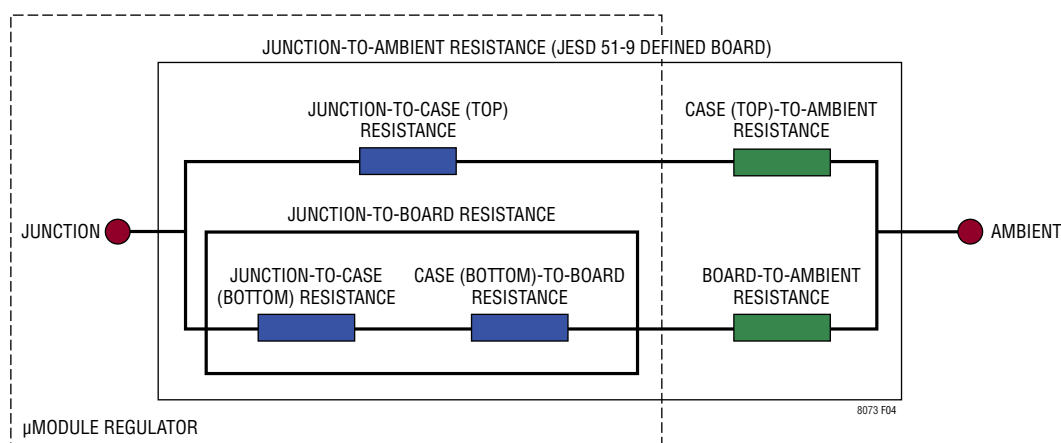 JUNCTION-TO-AMBIENT RESISTANCE (JESD 51-9 DEFINED BOARD)
JUNCTION-TO-CASE (TOP)
RESISTANCE
CASE (TOP)-TO-AMBIENT
RESISTANCE
JUNCTION
JUNCTION-TO-BOARD RESISTANCE
AMBIENT
JUNCTION-TO-CASE
(BOTTOM) RESISTANCE
CASE (BOTTOM)-TO-BOARD
RESISTANCE
BOARD-TO-AMBIENT
RESISTANCE
8073 F04
µMODULE REGULATOR